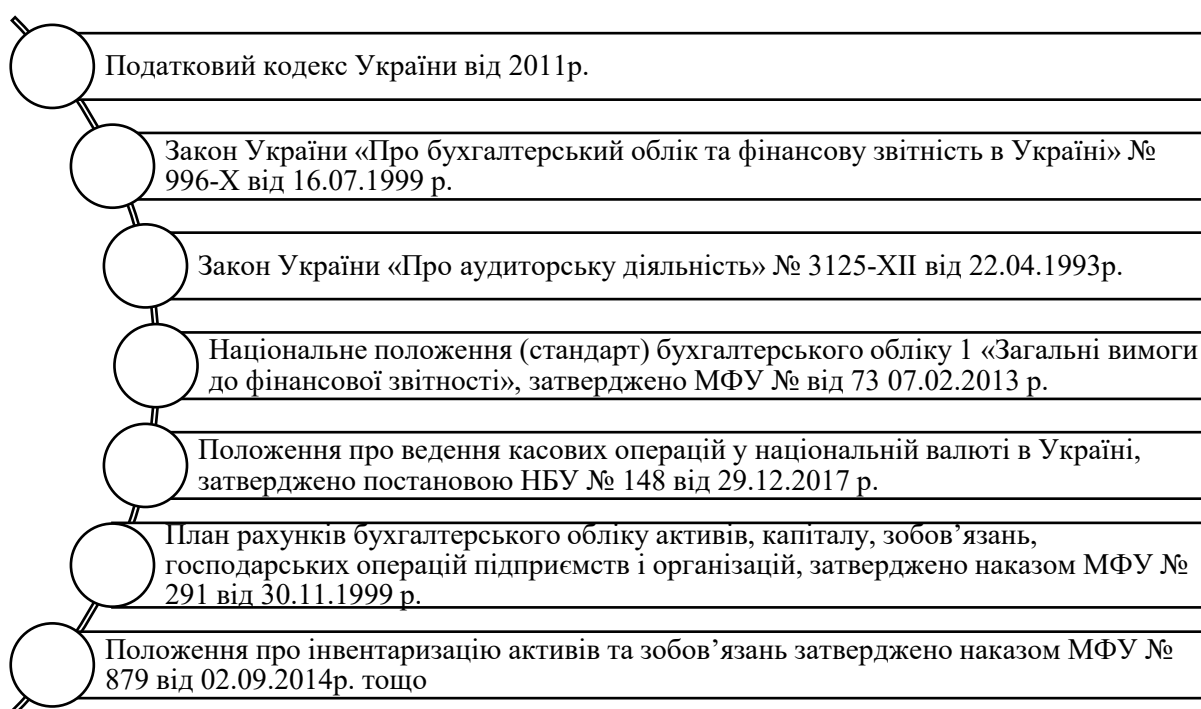 Податковий кодекс України від 2011р.
Закон України «Про бухгалтерський облік та фінансову звітність в Україні» №
996-Х від 16.07.1999 р.
Закон України «Про аудиторську діяльність» № 3125-XII від 22.04.1993р.
Національне положення (стандарт) бухгалтерського обліку 1 «Загальні вимоги
до фінансової звітності», затверджено МФУ № від 73 07.02.2013 р.
Положення про ведення касових операцій у національній валюті в Україні,
затверджено постановою НБУ № 148 від 29.12.2017 р.
План рахунків бухгалтерського обліку активів, капіталу, зобов’язань,
господарських операцій підприємств і організацій, затверджено наказом МФУ №
291 від 30.11.1999 р.
Положення про інвентаризацію активів та зобов’язань затверджено наказом МФУ №
879 від 02.09.2014р. тощо